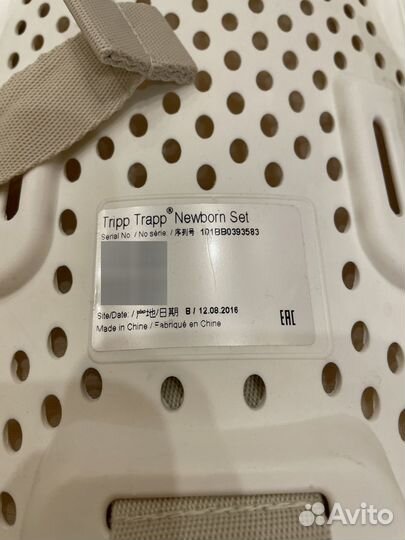 Tripp Trapp® Newborn Set
Serial No. / No série. / 序列号 101BB0393583
Site/Date: / 产地/日期 B / 12.08.2016
Made in China / Fabriqué en Chine
EAC
Avito